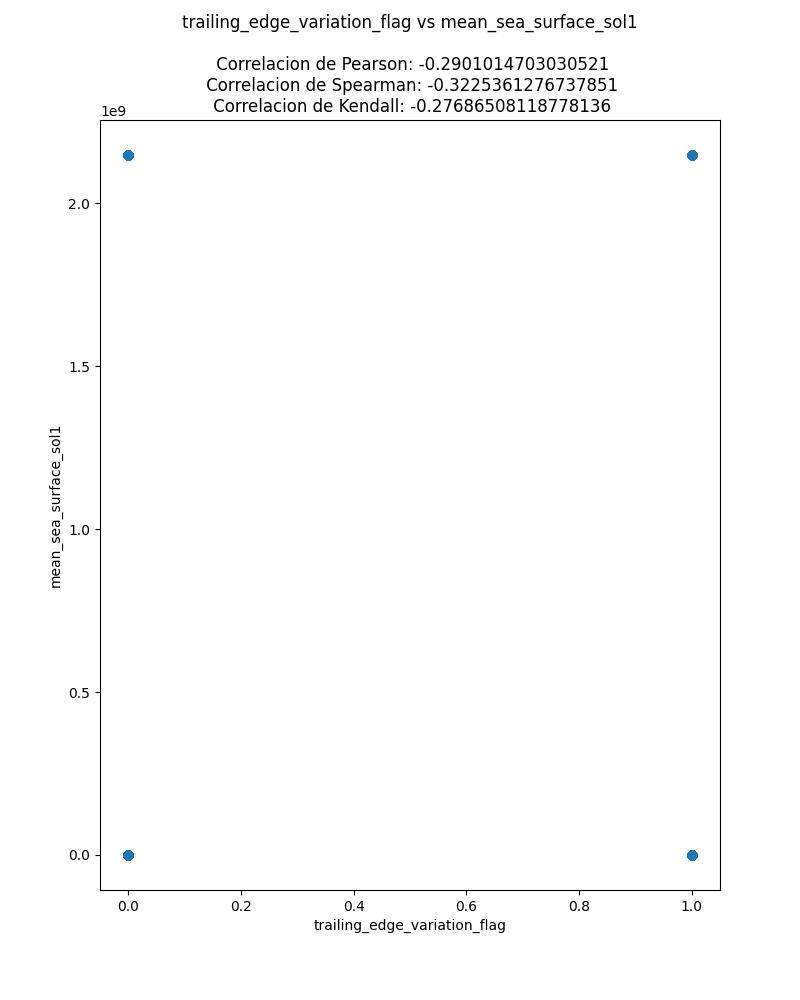 trailing_edge_variation_flag vs mean_sea_surface_sol1
Correlacion de Pearson: -0.2901014703030521
Correlacion de Spearman: -0.3225361276737851
Correlacion de Kendall: -0.27686508118778136
1e9
2.0
1.5
1.0
0.5
0.0
mean_sea_surface_sol1
0.0 0.2 0.4 0.6 0.8 1.0
trailing_edge_variation_flag